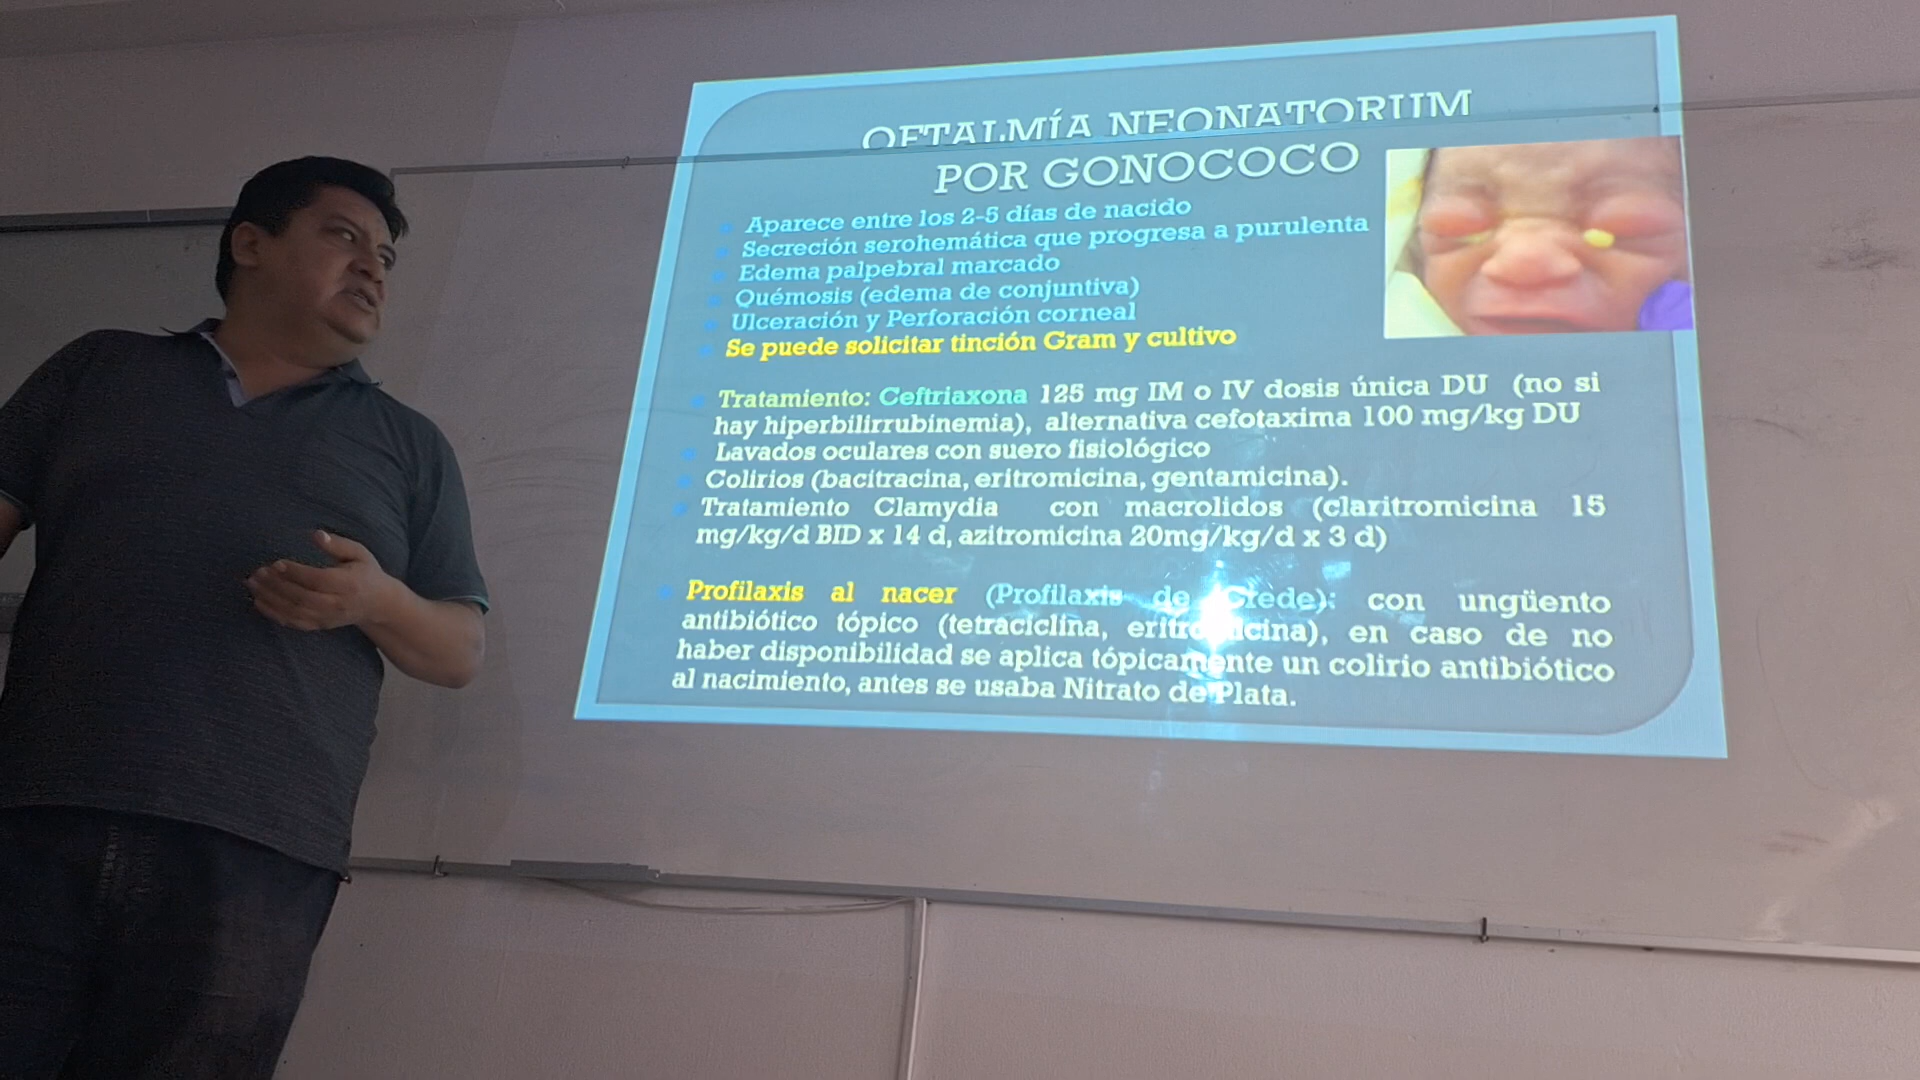 OFTALMÍA NEONATORUM
POR GONOCOCO
Aparece entre los 2-5 días de nacido
Secreción serohemática que progresa a purulenta
Edema palpebral marcado
Quémosis (edema de conjuntiva)
Ulceración y Perforación corneal
Se puede solicitar tinción Gram y cultivo
Tratamiento: Ceftriaxona 125 mg IM o IV dosis única DU (no si
hay hiperbilirrubinemia), alternativa cefotaxima 100 mg/kg DU
Lavados oculares con suero fisiológico
Colirios (bacitracina, eritromicina, gentamicina).
Tratamiento Clamydia con macrolidos (claritromicina 15
mg/kg/d BID x 14 d, azitromicina 20mg/kg/d x 3 d)
Profilaxis al nacer (Profilaxis de Crede): con ungüento
antibiótico tópico (tetraciclina, eritromicina), en caso de no
haber disponibilidad se aplica tópicamente un colirio antibiótico
al nacimiento, antes se usaba Nitrato de Plata.